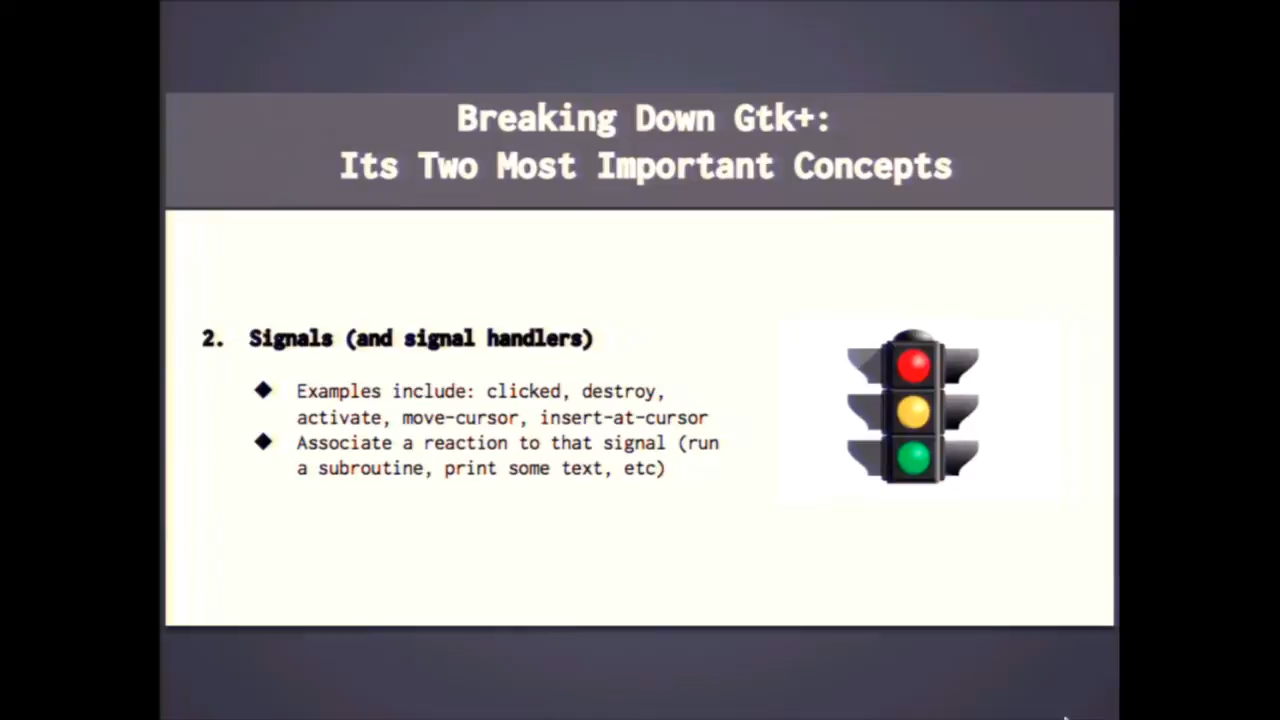 Breaking Down Gtk+:
Its Two Most Important Concepts
2. Signals (and signal handlers)
◆ Examples include: clicked, destroy,
activate, move-cursor, insert-at-cursor
◆ Associate a reaction to that signal (run
a subroutine, print some text, etc)